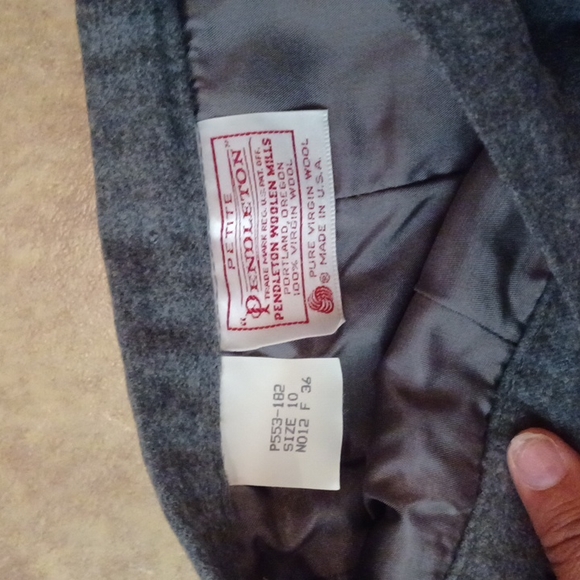 PETITE
"PENDLETON"
TRADE MARK REG. U.S. PAT. OFF.
PENDLETON WOOLEN MILLS
PORTLAND, OREGON
100% VIRGIN WOOL
PURE VIRGIN WOOL
® MADE IN U.S.A.
P553-182
SIZE 10
NO12 F 36